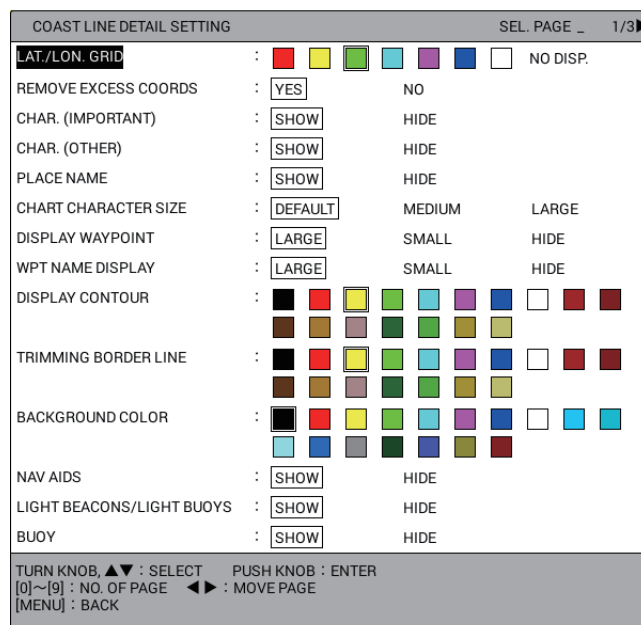 COAST LINE DETAIL SETTING SEL. PAGE _ 1/3▶
LAT./LON. GRID : NO DISP.
REMOVE EXCESS COORDS : YES NO
CHAR. (IMPORTANT) : SHOW HIDE
CHAR. (OTHER) : SHOW HIDE
PLACE NAME : SHOW HIDE
CHART CHARACTER SIZE : DEFAULT MEDIUM LARGE
DISPLAY WAYPOINT : LARGE SMALL HIDE
WPT NAME DISPLAY : LARGE SMALL HIDE
DISPLAY CONTOUR :
TRIMMING BORDER LINE :
BACKGROUND COLOR :
NAV AIDS : SHOW HIDE
LIGHT BEACONS/LIGHT BUOYS : SHOW HIDE
BUOY : SHOW HIDE
TURN KNOB, ▲▼ : SELECT PUSH KNOB : ENTER
[0]～[9] : NO. OF PAGE ◀ ▶ : MOVE PAGE
[MENU] : BACK